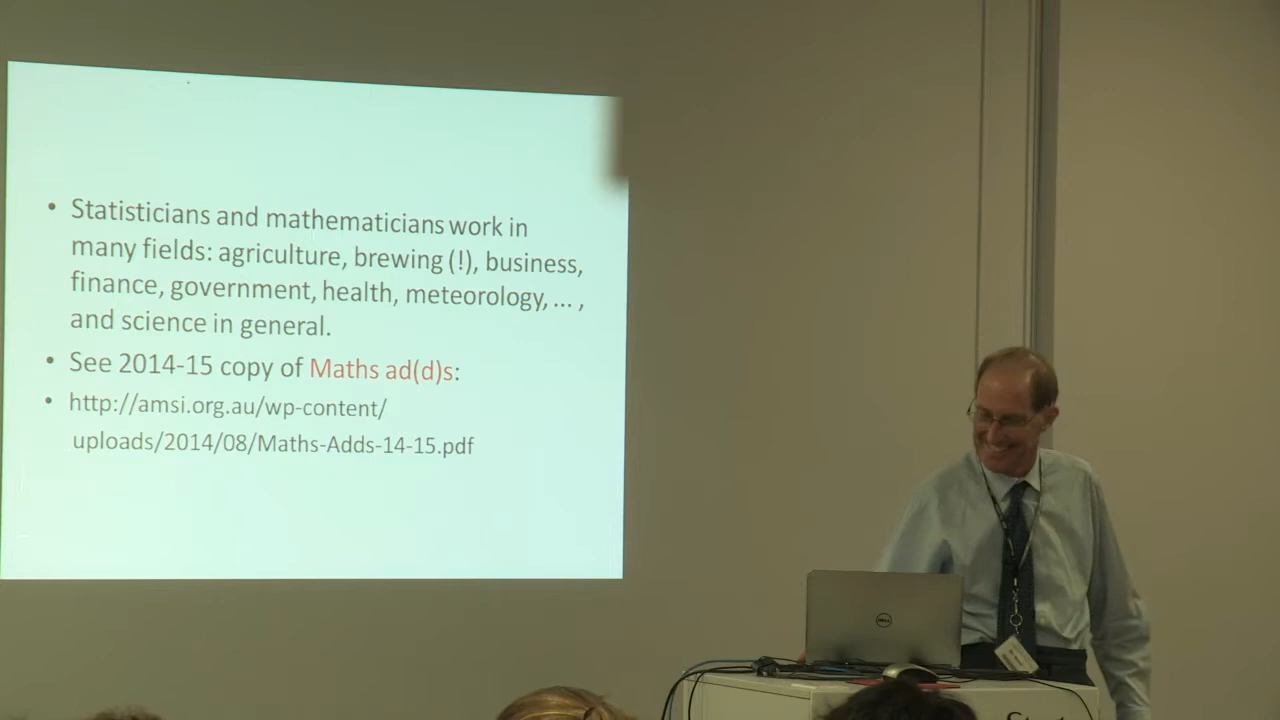 • Statisticians and mathematicians work in
many fields: agriculture, brewing (!), business,
finance, government, health, meteorology, ... ,
and science in general.
• See 2014-15 copy of Maths ad(d)s:
• http://amsi.org.au/wp-content/
uploads/2014/08/Maths-Adds-14-15.pdf
DELL